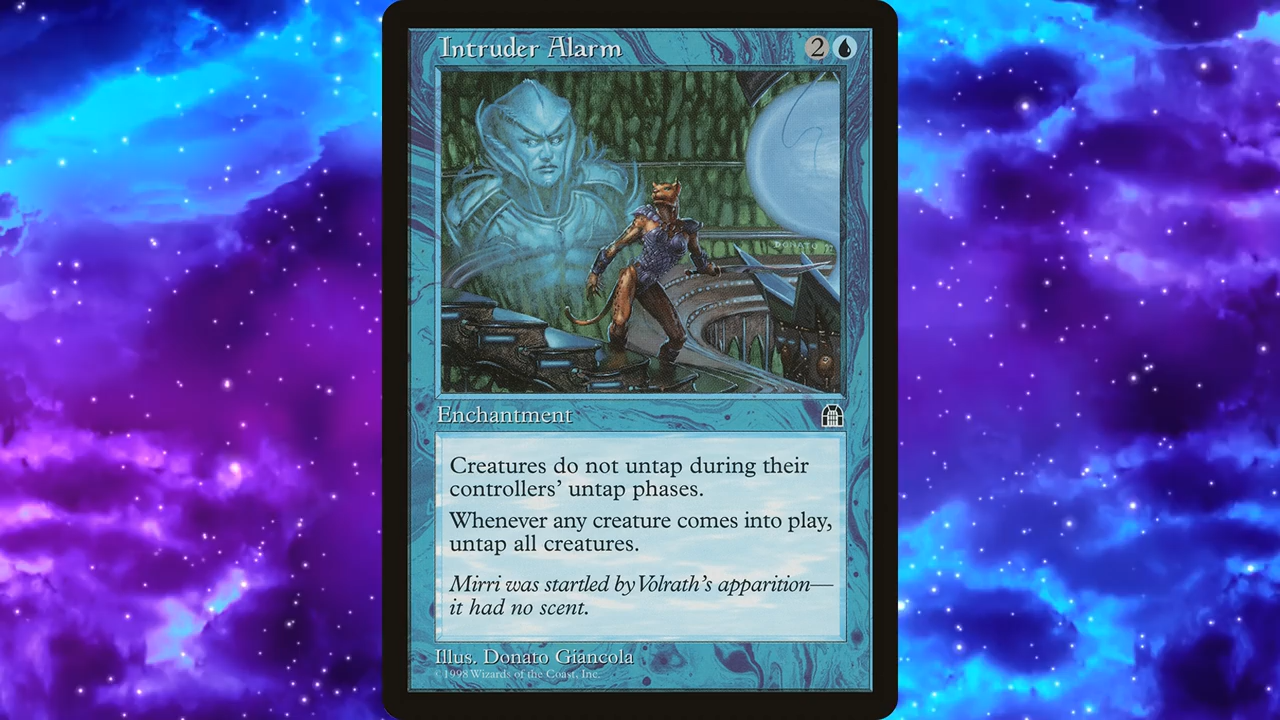 Intruder Alarm
2
DONATO
Enchantment
Creatures do not untap during their
controllers' untap phases.
Whenever any creature comes into play,
untap all creatures.
Mirri was startled by Volrath's apparition—
it had no scent.
Illus. Donato Giancola
©1998 Wizards of the Coast, Inc.